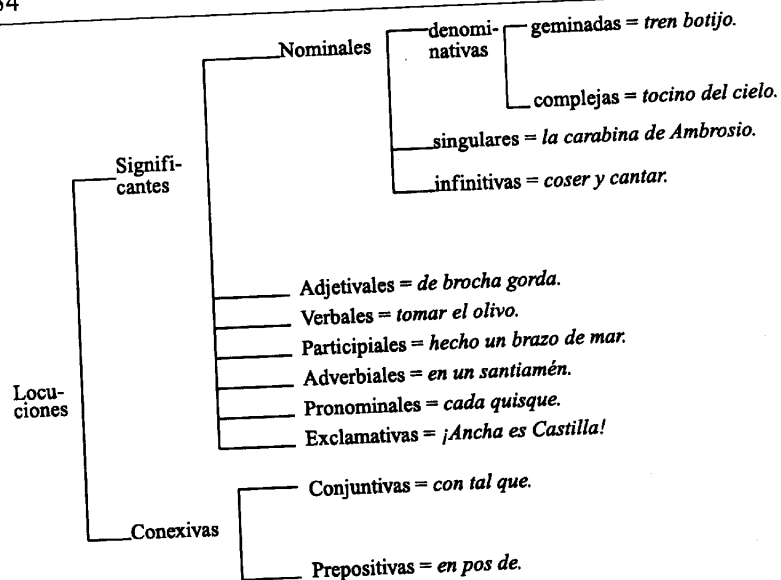 Nominales
denomi-
nativas
geminadas = tren botijo.
complejas = tocino del cielo.
singulares = la carabina de Ambrosio.
infinitivas = coser y cantar.
Signifi-
cantes
Adjetivales = de brocha gorda.
Verbales = tomar el olivo.
Participiales = hecho un brazo de mar.
Adverbiales = en un santiamén.
Pronominales = cada quisque.
Exclamativas = ¡Ancha es Castilla!
Locu-
ciones
Conjuntivas = con tal que.
Conexivas
Prepositivas = en pos de.